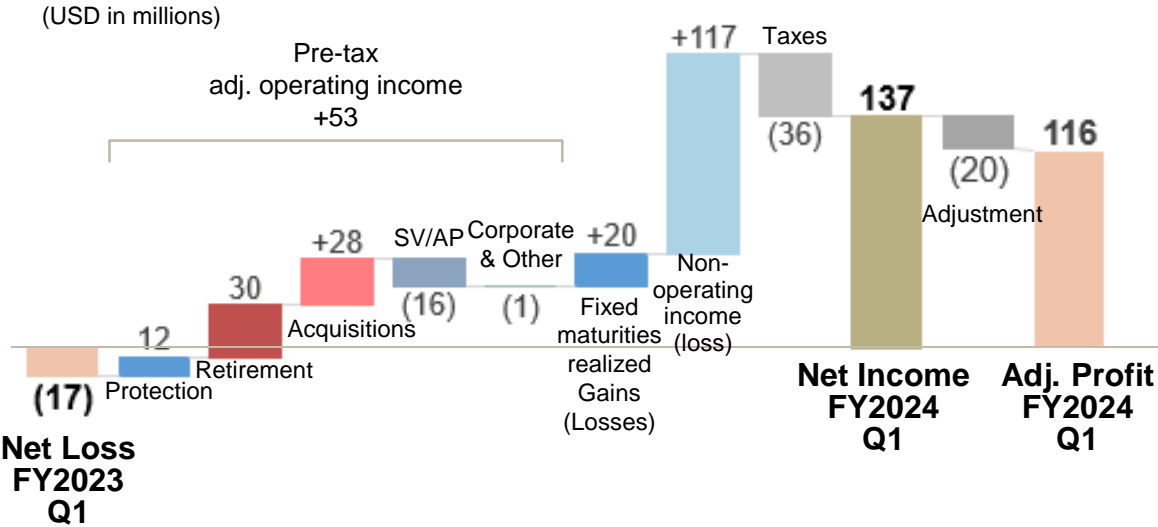 (USD in millions)
Pre-tax
adj. operating income
+53
(17)
Net Loss
FY2023
Q1
12
Protection
30
Retirement
+28
Acquisitions
SV/AP
(16)
Corporate
& Other
(1)
+20
Fixed
maturities
realized
Gains
(Losses)
+117
Non-
operating
income
(loss)
Taxes
(36)
137
Net Income
FY2024
Q1
(20)
Adjustment
116
Adj. Profit
FY2024
Q1